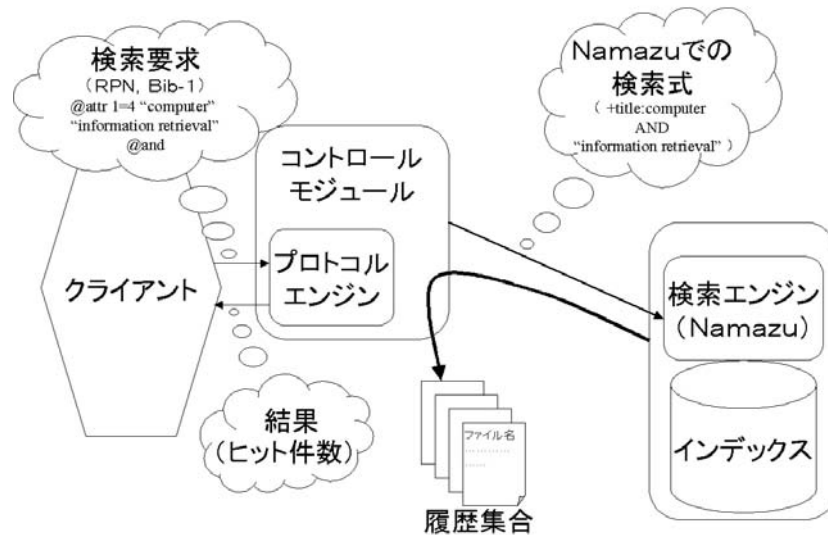 検索要求
（RPN, Bib-1）
@attr 1=4 “computer”
“information retrieval”
@and
Namazuでの
検索式
（ +title:computer
AND
“information retrieval” ）
コントロール
モジュール
プロトコル
エンジン
クライアント
検索エンジン
（Namazu）
インデックス
結果
（ヒット件数）
ファイル名
…………
……
履歴集合